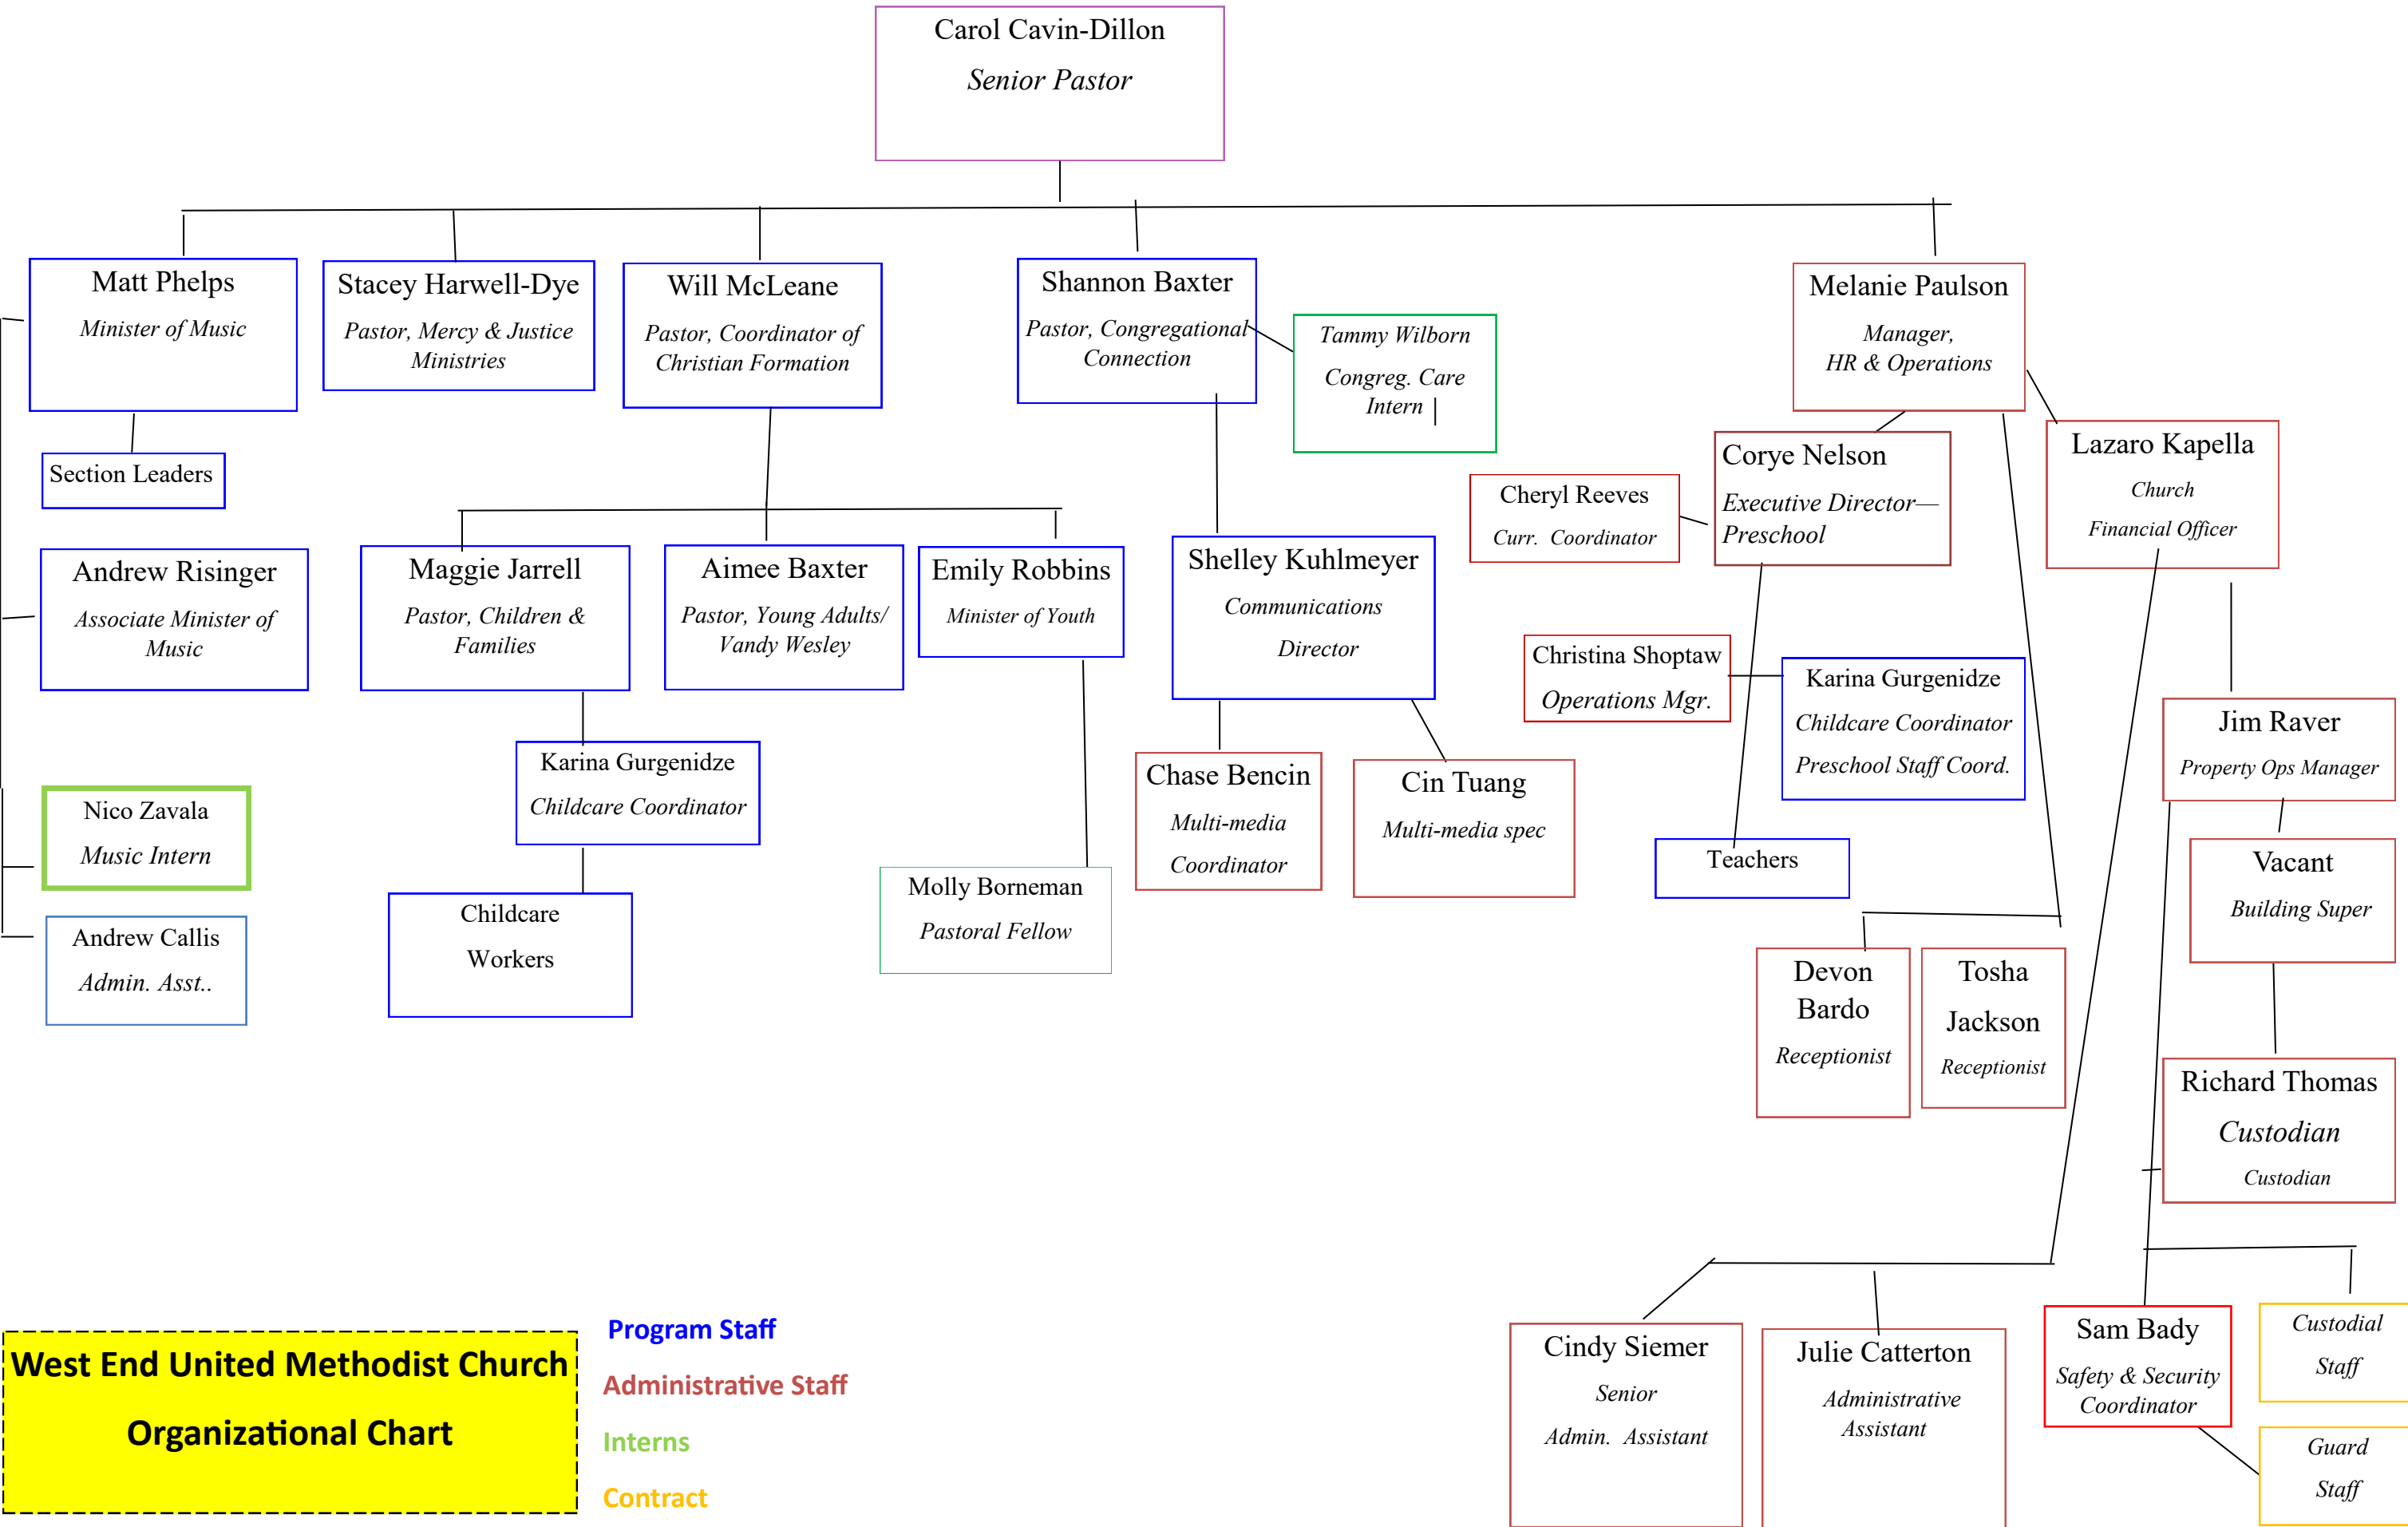 Carol Cavin-Dillon
Senior Pastor
Matt Phelps
Minister of Music
Stacey Harwell-Dye
Pastor, Mercy & Justice
Ministries
Will McLeane
Pastor, Coordinator of
Christian Formation
Shannon Baxter
Pastor, Congregational
Connection
Tammy Wilborn
Congreg. Care
Intern
Melanie Paulson
Manager,
HR & Operations
Section Leaders
Cheryl Reeves
Curr. Coordinator
Corye Nelson
Executive Director—
Preschool
Lazaro Kapella
Church
Financial Officer
Andrew Risinger
Associate Minister of
Music
Maggie Jarrell
Pastor, Children &
Families
Aimee Baxter
Pastor, Young Adults/
Vandy Wesley
Emily Robbins
Minister of Youth
Shelley Kuhlmeyer
Communications
Director
Christina Shoptaw
Operations Mgr.
Karina Gurgenidze
Childcare Coordinator
Preschool Staff Coord.
Jim Raver
Property Ops Manager
Nico Zavala
Music Intern
Karina Gurgenidze
Childcare Coordinator
Chase Bencin
Multi-media
Coordinator
Cin Tuang
Multi-media spec
Teachers
Vacant
Building Super
Andrew Callis
Admin. Asst..
Childcare
Workers
Molly Borneman
Pastoral Fellow
Devon
Bardo
Receptionist
Tosha
Jackson
Receptionist
Richard Thomas
Custodian
Custodian
Cindy Siemer
Senior
Admin. Assistant
Julie Catterton
Administrative
Assistant
Sam Bady
Safety & Security
Coordinator
Custodial
Staff
Guard
Staff
West End United Methodist Church
Organizational Chart
Program Staff
Administrative Staff
Interns
Contract